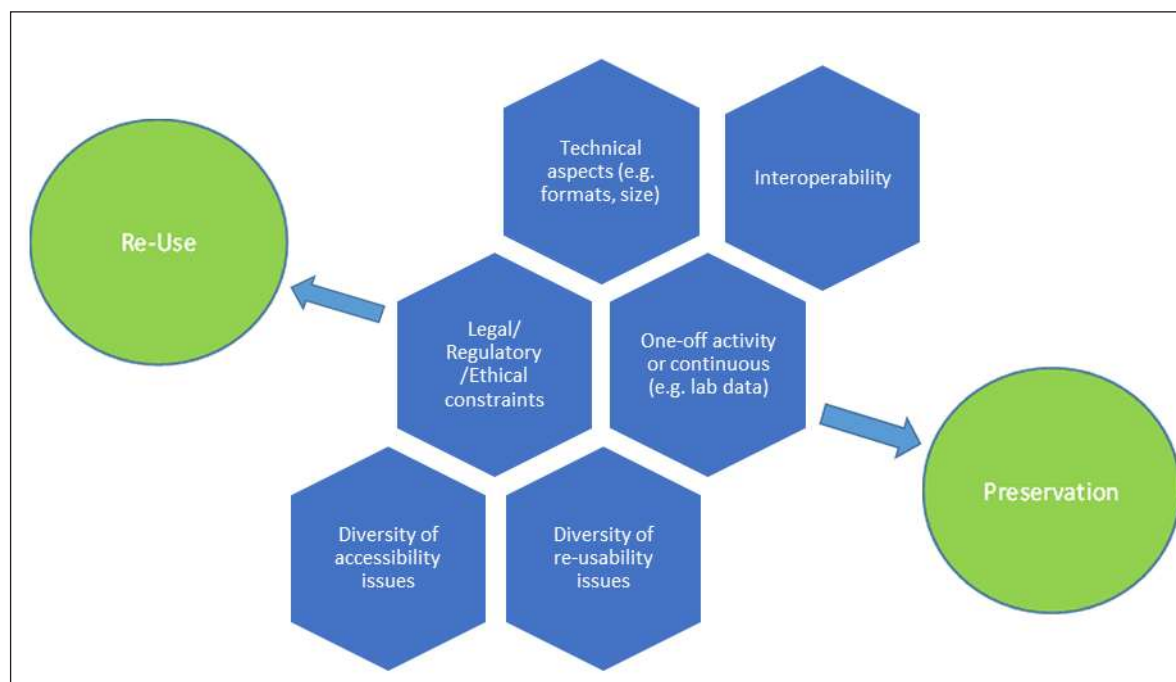 Technical
aspects (e.g.
formats, size)
Interoperability
Re-Use
Legal/
Regulatory
/Ethical
constraints
One-off activity
or continuous
(e.g. lab data)
Preservation
Diversity of
accessibility
issues
Diversity of
re-usability
issues